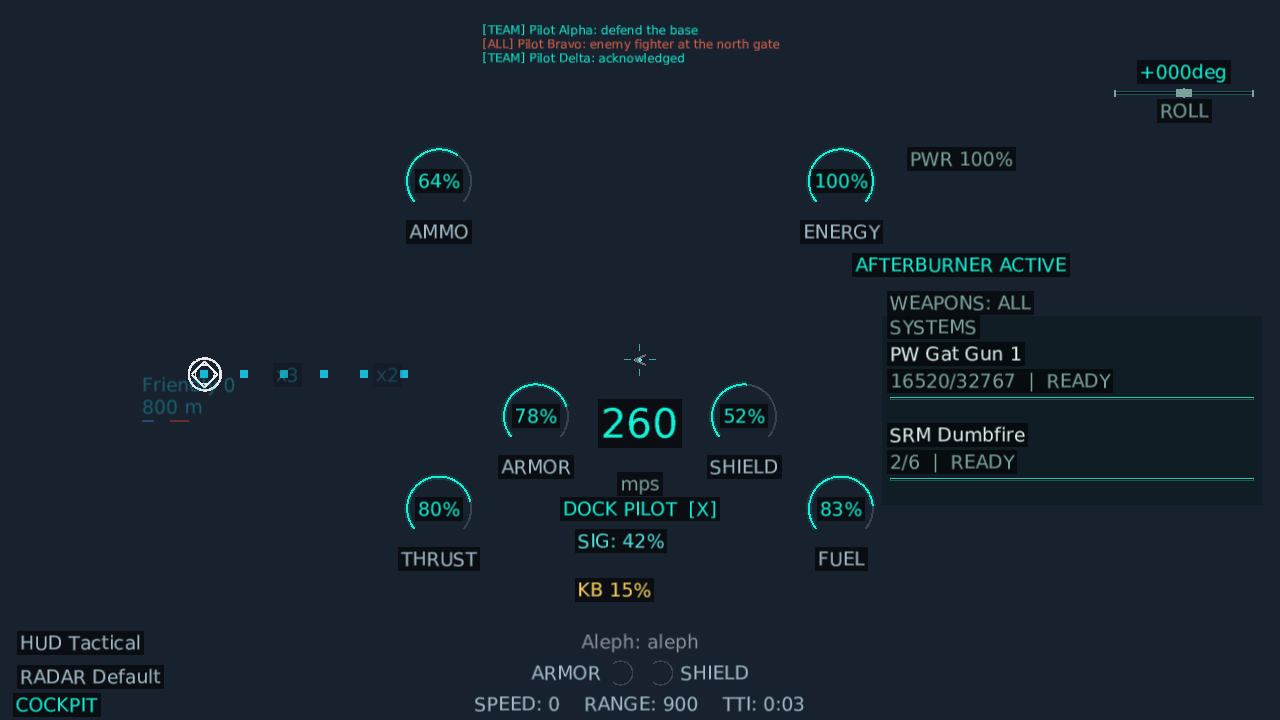 [TEAM] Pilot Alpha: defend the base
[ALL] Pilot Bravo: enemy fighter at the north gate
[TEAM] Pilot Delta: acknowledged
+000deg
ROLL
64%
AMMO
100%
ENERGY
PWR 100%
AFTERBURNER ACTIVE
WEAPONS: ALL
SYSTEMS
PW Gat Gun 1
16520/32767 | READY
SRM Dumbfire
2/6 | READY
x3
x2
0
800 m
78%
ARMOR
260
mps
52%
SHIELD
DOCK PILOT [X]
SIG: 42%
KB 15%
80%
THRUST
83%
FUEL
HUD Tactical
RADAR Default
COCKPIT
Aleph: aleph
ARMOR
SHIELD
SPEED: 0 RANGE: 900 TTI: 0:03